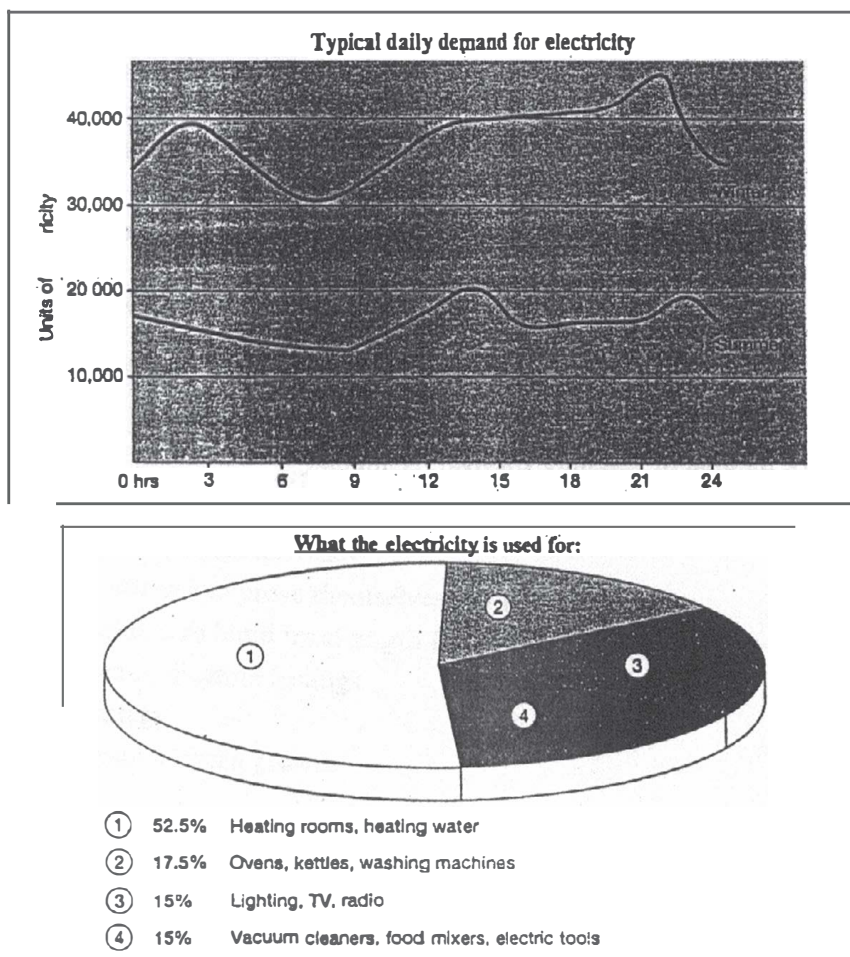 Typical daily demand for electricity
40,000
30,000
20 000
10,000
Units of ricity
Winter
0 hrs 3 6 9 12 15 18 21 24
What the electricity is used for:
1
2
3
4
1 52.5% Heating rooms, heating water
2 17.5% Ovens, kettles, washing machines
3 15% Lighting, TV, radio
4 15% Vacuum cleaners, food mixers, electric tools